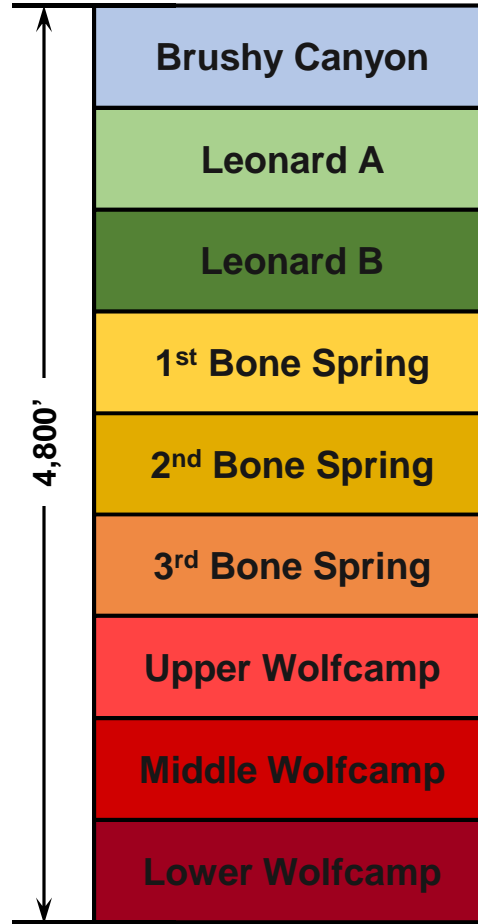 Brushy Canyon
Leonard A
Leonard B
1st Bone Spring
4,800’
2nd Bone Spring
3rd Bone Spring
Upper Wolfcamp
Middle Wolfcamp
Lower Wolfcamp